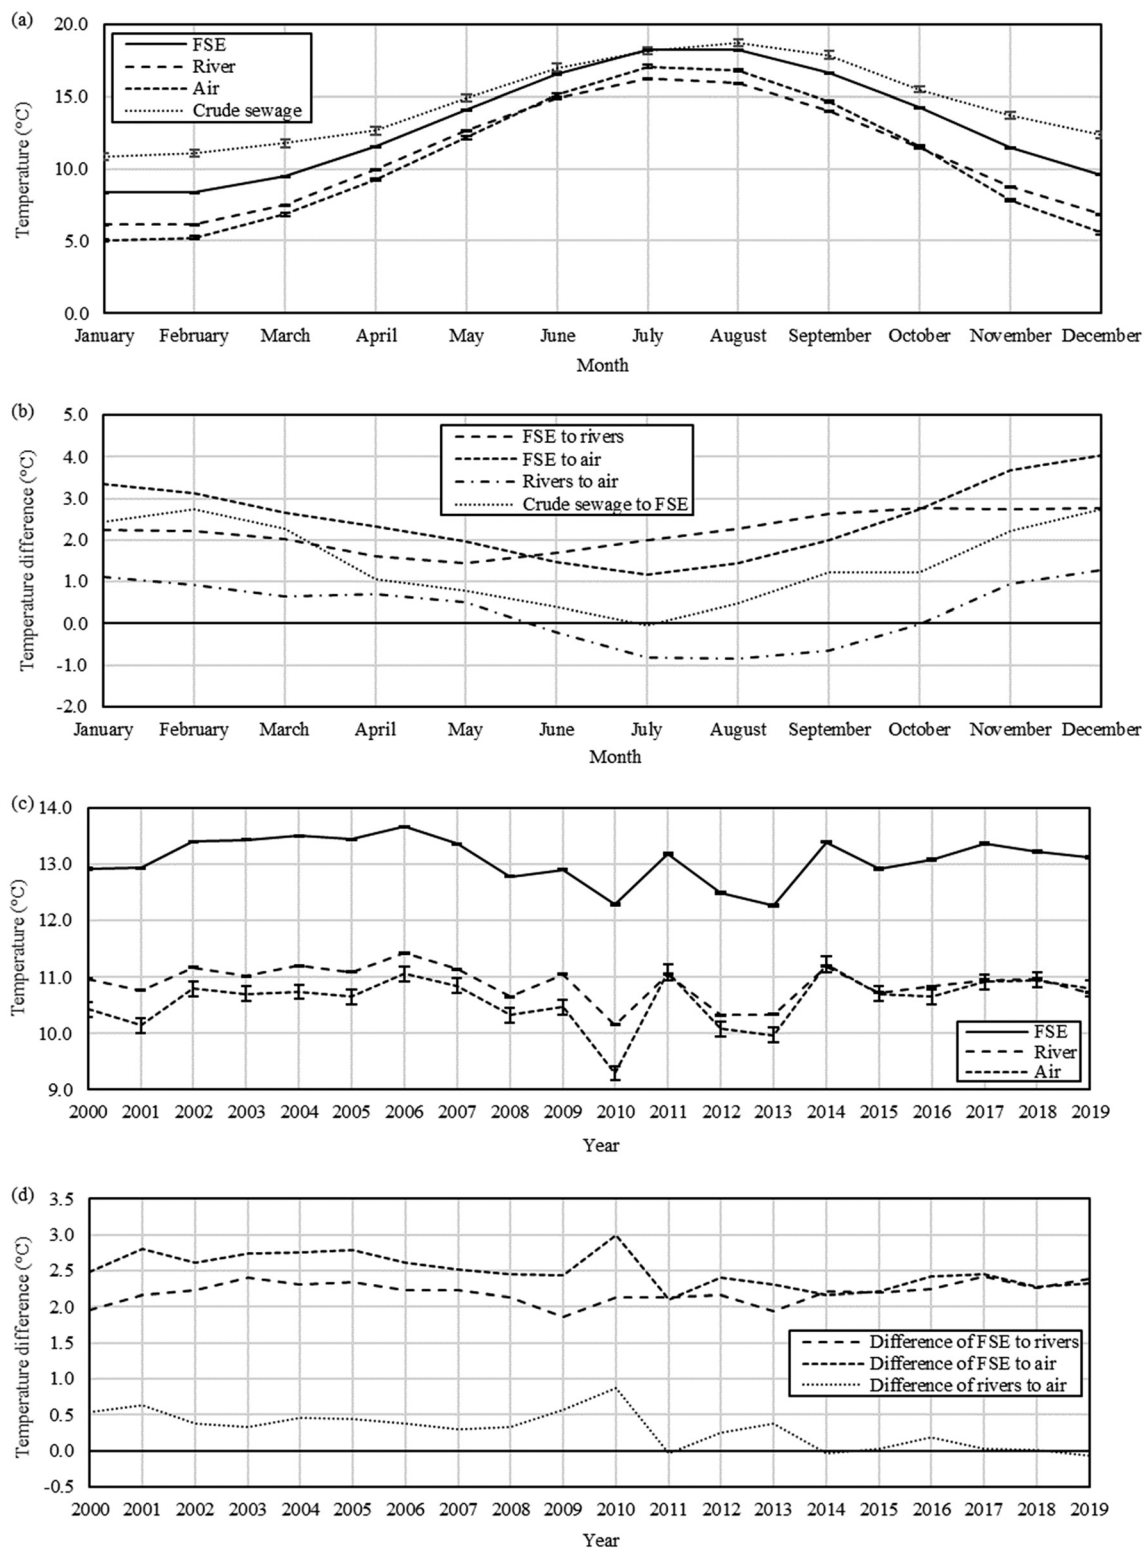 (a)
20.0
15.0
10.0
5.0
0.0
Temperature (°C)
FSE
River
Air
Crude sewage
January February March April May June July August September October November December
Month
(b)
5.0
4.0
3.0
2.0
1.0
0.0
-1.0
-2.0
Temperature difference (°C)
FSE to rivers
FSE to air
Rivers to air
Crude sewage to FSE
January February March April May June July August September October November December
Month
(c)
14.0
13.0
12.0
11.0
10.0
9.0
Temperature (°C)
FSE
River
Air
2000 2001 2002 2003 2004 2005 2006 2007 2008 2009 2010 2011 2012 2013 2014 2015 2016 2017 2018 2019
Year
(d)
3.5
3.0
2.5
2.0
1.5
1.0
0.5
0.0
-0.5
Temperature difference (°C)
Difference of FSE to rivers
Difference of FSE to air
Difference of rivers to air
2000 2001 2002 2003 2004 2005 2006 2007 2008 2009 2010 2011 2012 2013 2014 2015 2016 2017 2018 2019
Year